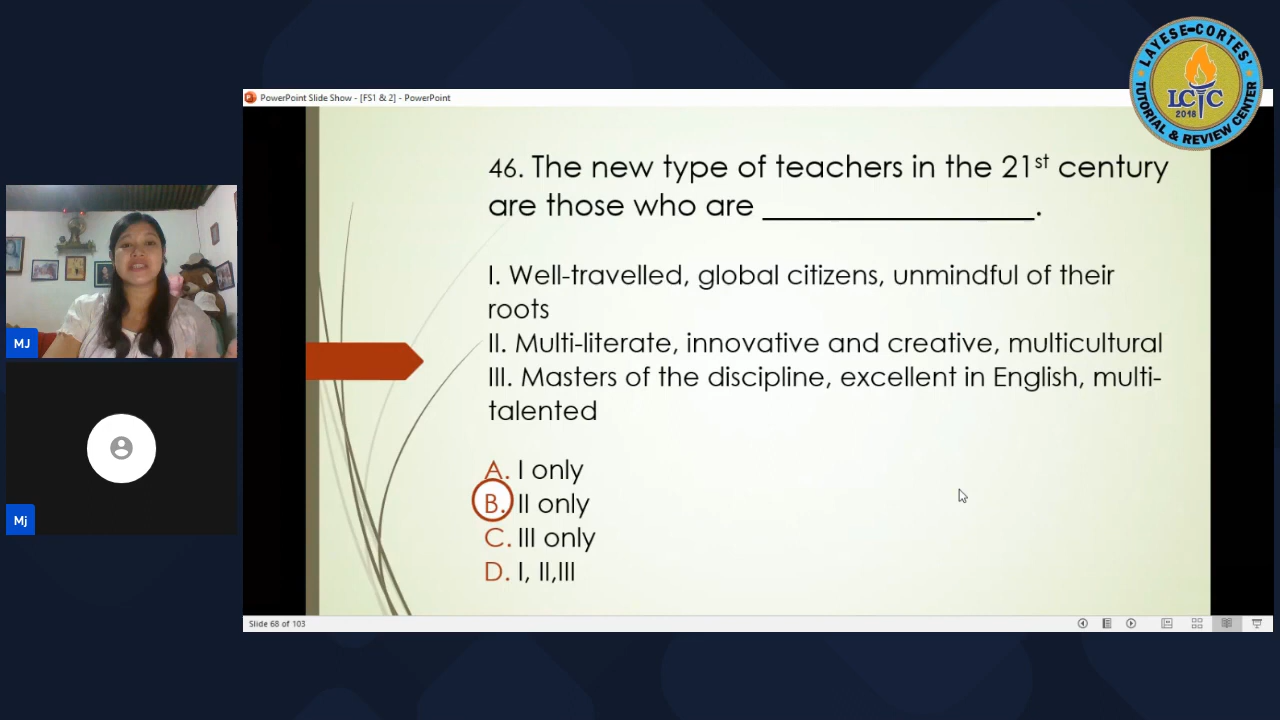 LAYESE-CORTES'
LCTC
2018
TUTORIAL & REVIEW CENTER
PowerPoint Slide Show - [FS1 & 2] - PowerPoint
46. The new type of teachers in the 21st century
are those who are ________________.
I. Well-travelled, global citizens, unmindful of their
roots
II. Multi-literate, innovative and creative, multicultural
III. Masters of the discipline, excellent in English, multi-
talented
A. I only
B. II only
C. III only
D. I, II,III
MJ
Mj
Slide 68 of 103